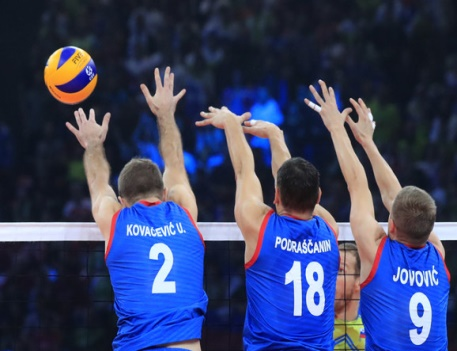 KOVAČEVIĆ U.
2
PODRAŠČANIN
18
JOVOVIĆ
9